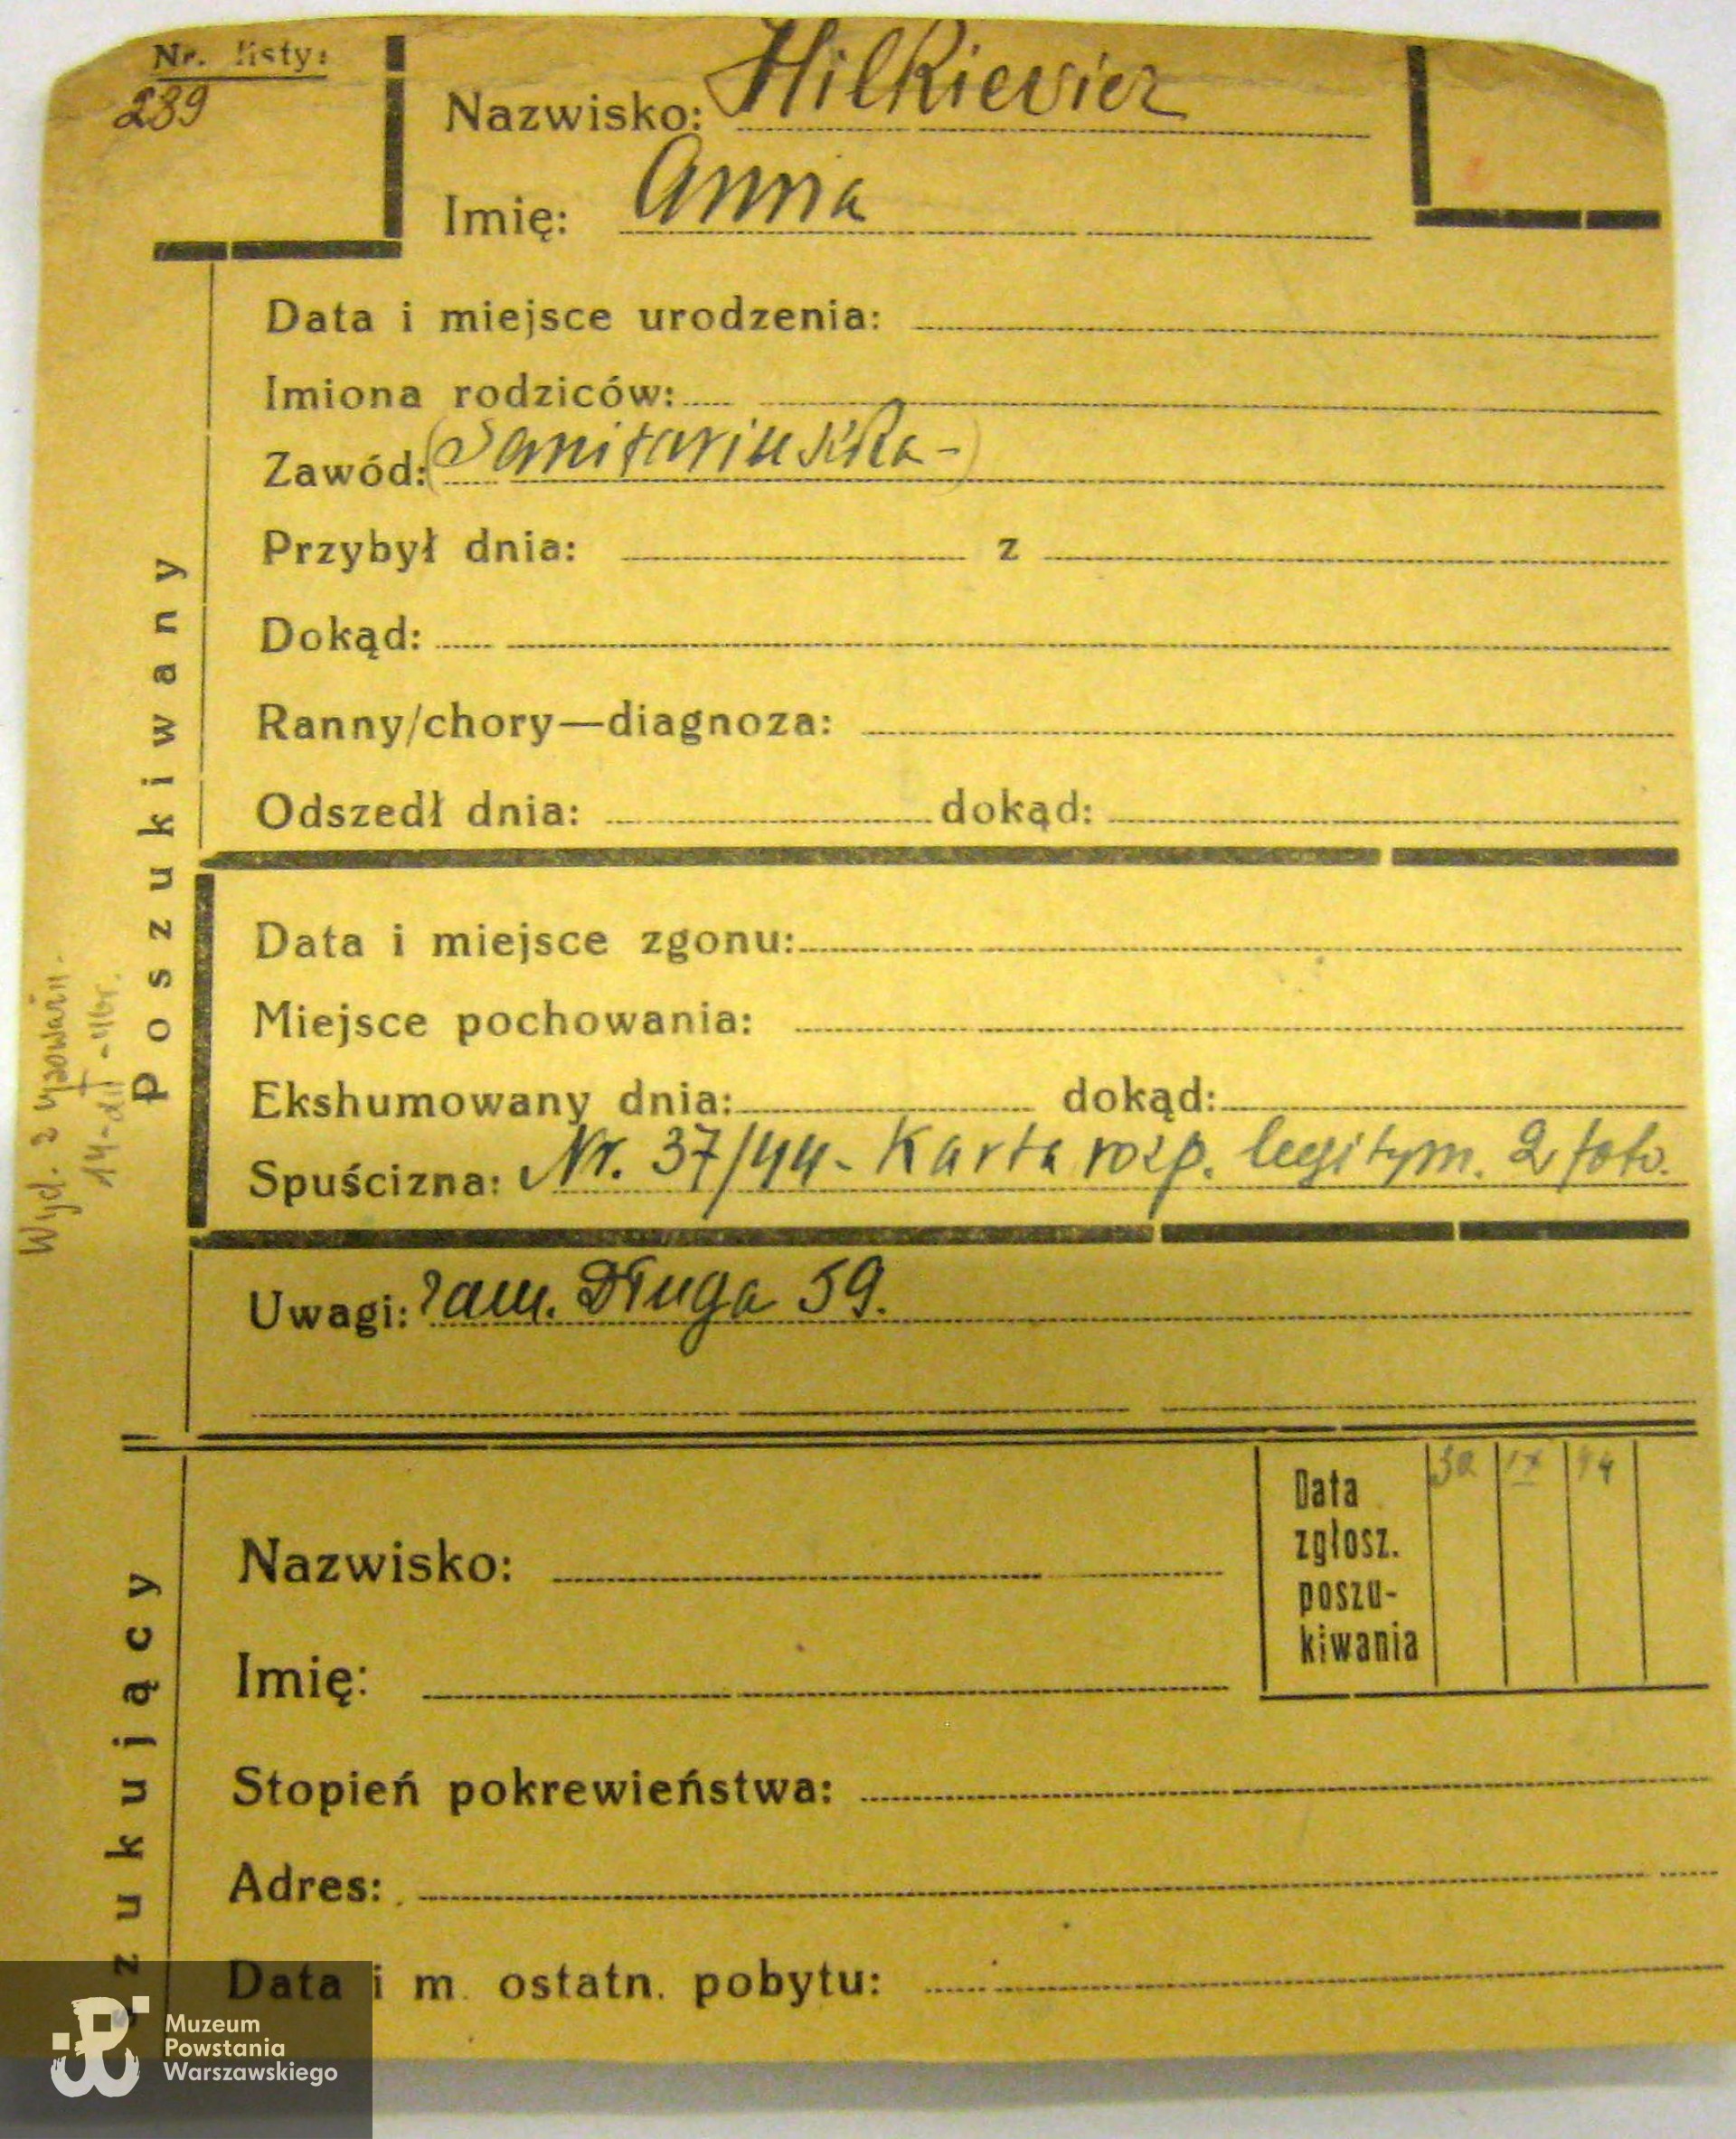 Nr. listy:
239
Nazwisko: Hilkiewicz
Imię: Anna
Data i miejsce urodzenia:
Imiona rodziców:
Zawód: (Sanitariuszka-)
Przybył dnia: z
Dokąd:
Ranny/chory—diagnoza:
Odszedł dnia: dokąd:
Poszukiwany
Data i miejsce zgonu:
Miejsce pochowania:
Ekshumowany dnia: dokąd:
Spuścizna: Nr. 37/44- Karta rozp. legitym. 2 foto.
Uwagi: zam. Długa 59.
Data zgłosz. poszu-kiwania 30 IX 44
Nazwisko:
Imię:
Stopień pokrewieństwa:
Adres:
Data i m. ostatn. pobytu:
szukujący
Muzeum
Powstania
Warszawskiego